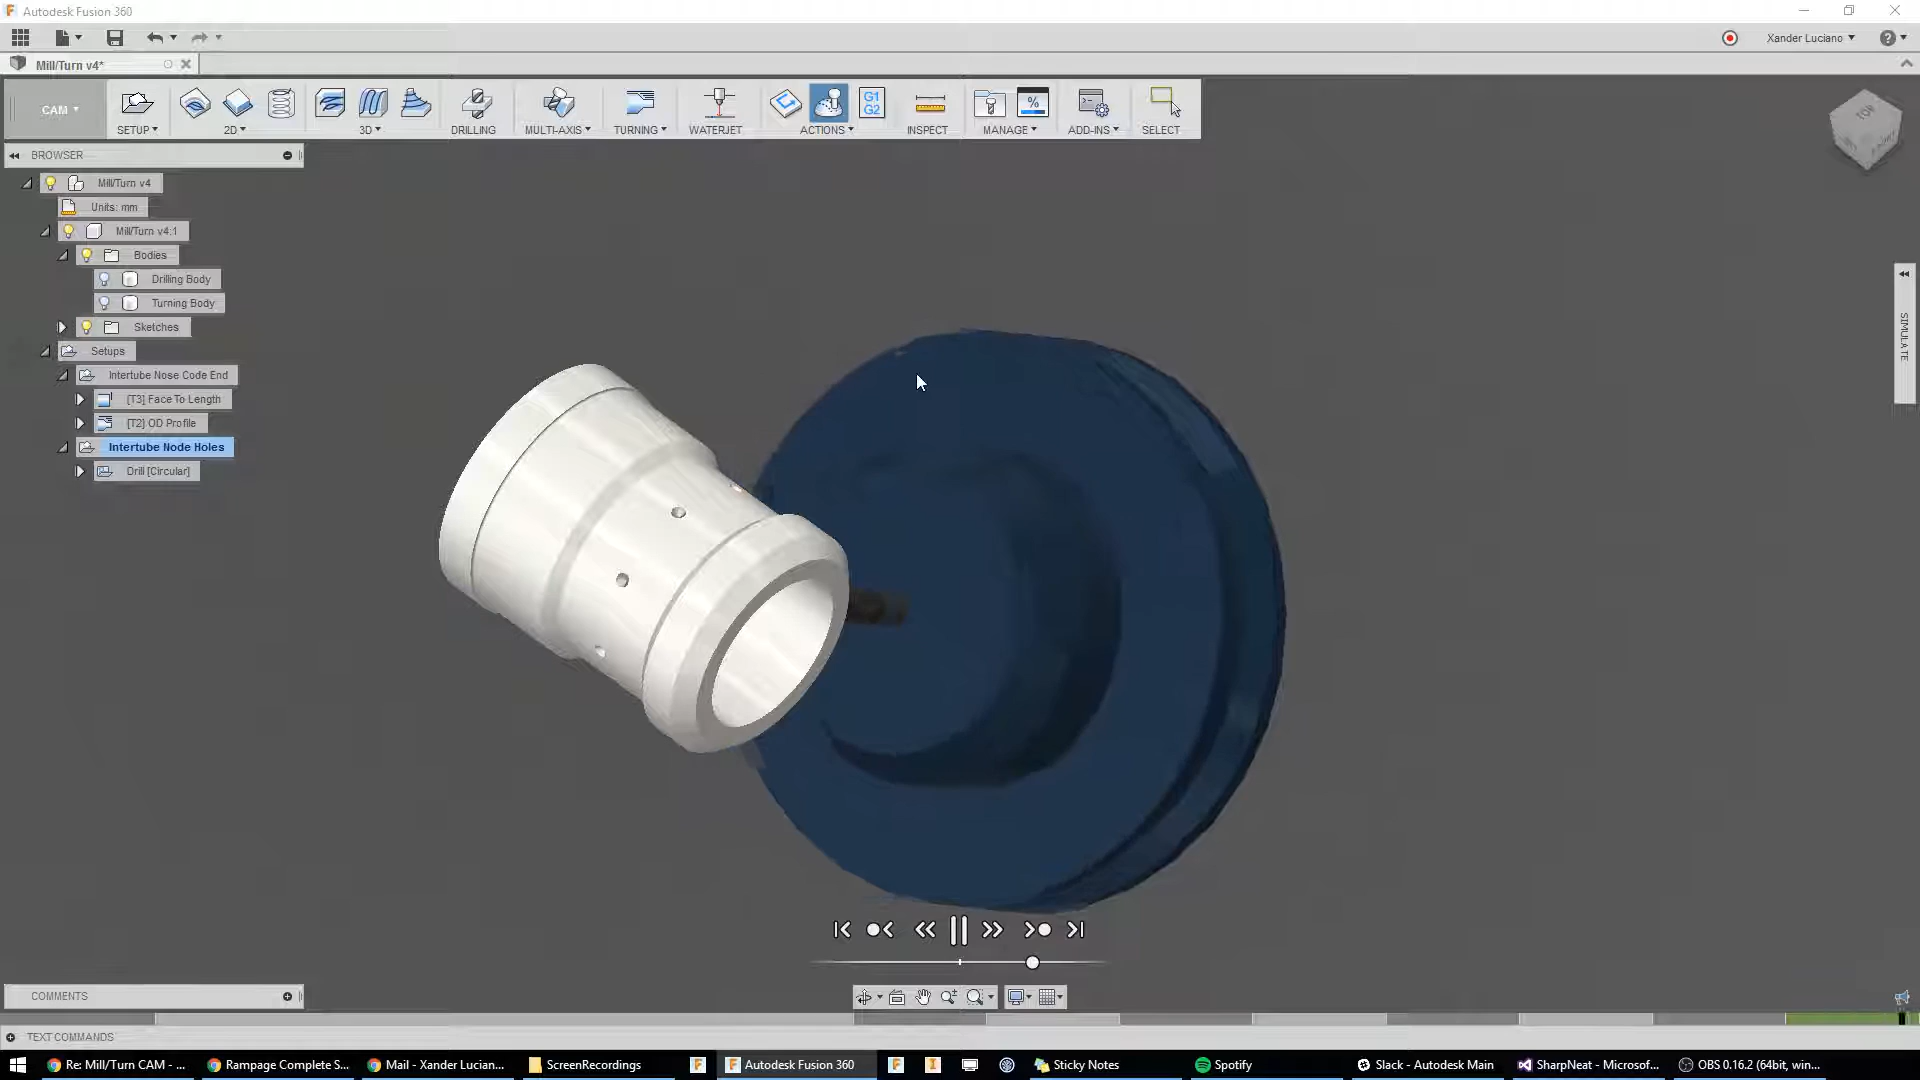 Autodesk Fusion 360
Xander Luciano
Mill/Turn v4*
CAM
SETUP
2D
3D
DRILLING
MULTI-AXIS
TURNING
WATERJET
G1
G2
ACTIONS
INSPECT
%
MANAGE
ADD-INS
SELECT
TOP
BROWSER
Mill/Turn v4
Units: mm
Mill/Turn v4:1
Bodies
Drilling Body
Turning Body
Sketches
Setups
Intertube Nose Code End
[T3] Face To Length
[T2] OD Profile
Intertube Node Holes
Drill [Circular]
SIMULATE
COMMENTS
TEXT COMMANDS
Re: Mill/Turn CAM - ...
Rampage Complete S...
Mail - Xander Lucian...
ScreenRecordings
Autodesk Fusion 360
Sticky Notes
Spotify
Slack - Autodesk Main
SharpNeat - Microsof...
OBS 0.16.2 (64bit, win...